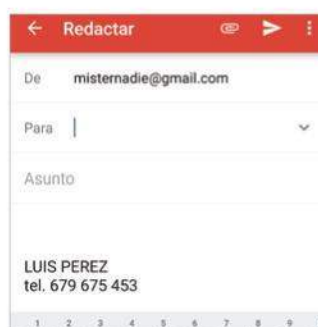 Redactar
De misternadie@gmail.com
Para
Asunto
LUIS PEREZ
tel. 679 675 453
1 2 3 4 5 6 7 8 9